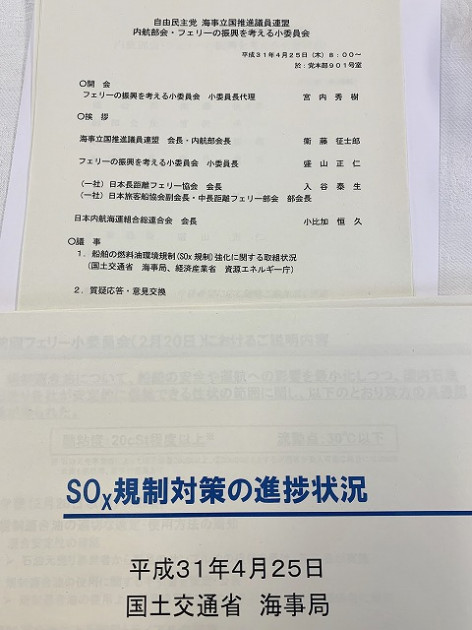 自由民主党 海事立国推進議員連盟
内航部会・フェリーの振興を考える小委員会
平成31年4月25日(木)8:00～
於:党本部901号室
○開 会
フェリーの振興を考える小委員会 小委員長代理 宮内秀樹
○挨 拶
海事立国推進議員連盟 会長・内航部会長 衛藤征士郎
フェリーの振興を考える小委員会 小委員長 盛山正仁
(一社)日本長距離フェリー協会 会長 入谷泰生
(一社)日本旅客船協会副会長・中長距離フェリー部会 部会長
日本内航海運組合総連合会 会長 小比加恒久
○議 事
1．船舶の燃料油環境規制(SOx規制)強化に関する取組状況
(国土交通省 海事局、経済産業省 資源エネルギー庁)
2．質疑応答・意見交換
SOX規制対策の進捗状況
平成31年4月25日
国土交通省 海事局